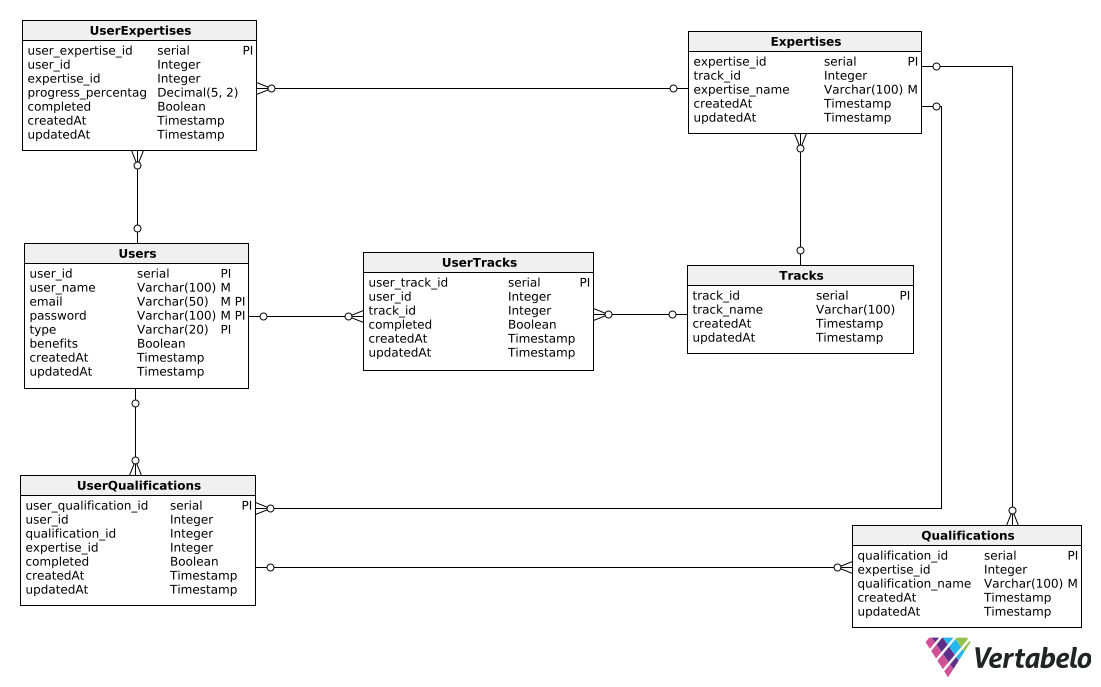 UserExpertises
user_expertise_id serial PI
user_id Integer
expertise_id Integer
progress_percentag Decimal(5, 2)
completed Boolean
createdAt Timestamp
updatedAt Timestamp
Expertises
expertise_id serial PI
track_id Integer
expertise_name Varchar(100) M
createdAt Timestamp
updatedAt Timestamp
Users
user_id serial PI
user_name Varchar(100) M
email Varchar(50) M PI
password Varchar(100) M PI
type Varchar(20) PI
benefits Boolean
createdAt Timestamp
updatedAt Timestamp
UserTracks
user_track_id serial PI
user_id Integer
track_id Integer
completed Boolean
createdAt Timestamp
updatedAt Timestamp
Tracks
track_id serial PI
track_name Varchar(100)
createdAt Timestamp
updatedAt Timestamp
UserQualifications
user_qualification_id serial PI
user_id Integer
qualification_id Integer
expertise_id Integer
completed Boolean
createdAt Timestamp
updatedAt Timestamp
Qualifications
qualification_id serial PI
expertise_id Integer
qualification_name Varchar(100) M
createdAt Timestamp
updatedAt Timestamp
Vertabelo